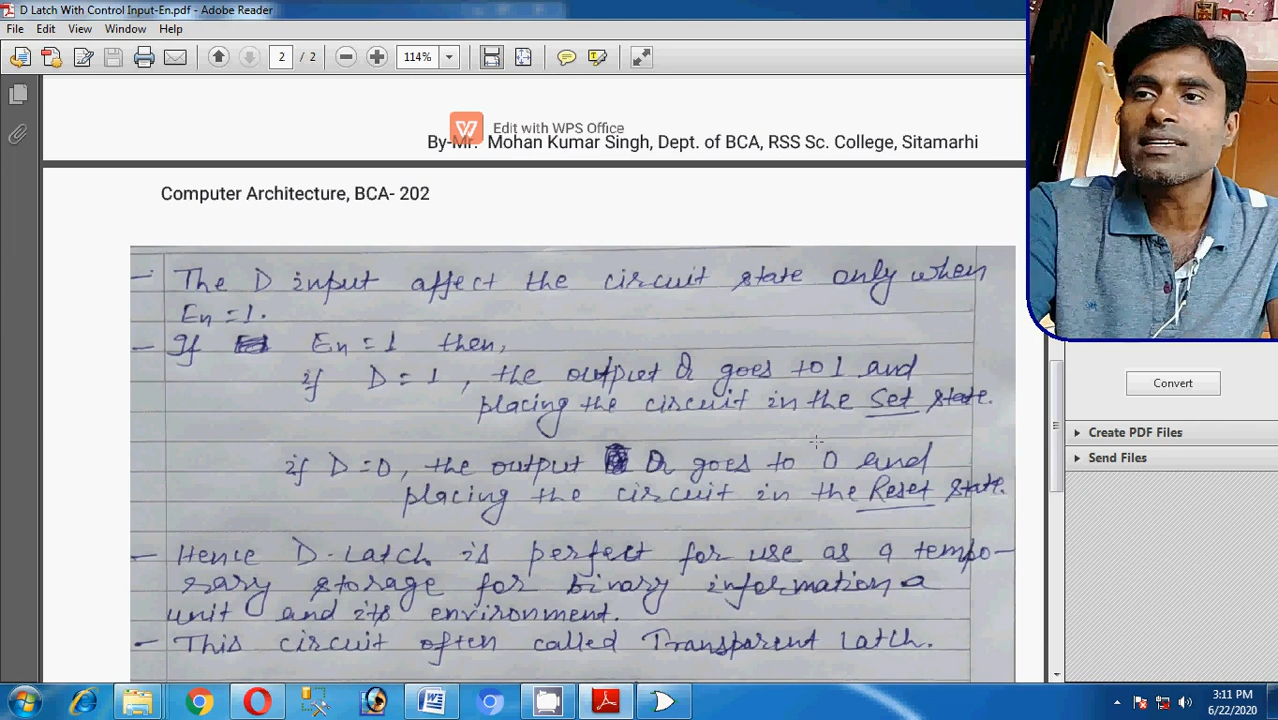 D Latch With Control Input-En.pdf - Adobe Reader
File Edit View Window Help
2 / 2 114%
Edit with WPS Office
By-Mr. Mohan Kumar Singh, Dept. of BCA, RSS Sc. College, Sitamarhi
Computer Architecture, BCA- 202
- The D input affect the circuit state only when
En = 1.
- If En = 1 then,
if D = 1, the output Q goes to 1 and
placing the circuit in the Set state.
if D = 0, the output Q goes to 0 and
placing the circuit in the Reset state.
- Hence D-Latch is perfect for use as a tempo-
rary storage for binary information a
unit and its environment.
- This circuit often called Transparent Latch.
Convert
Create PDF Files
Send Files
3:11 PM
6/22/2020